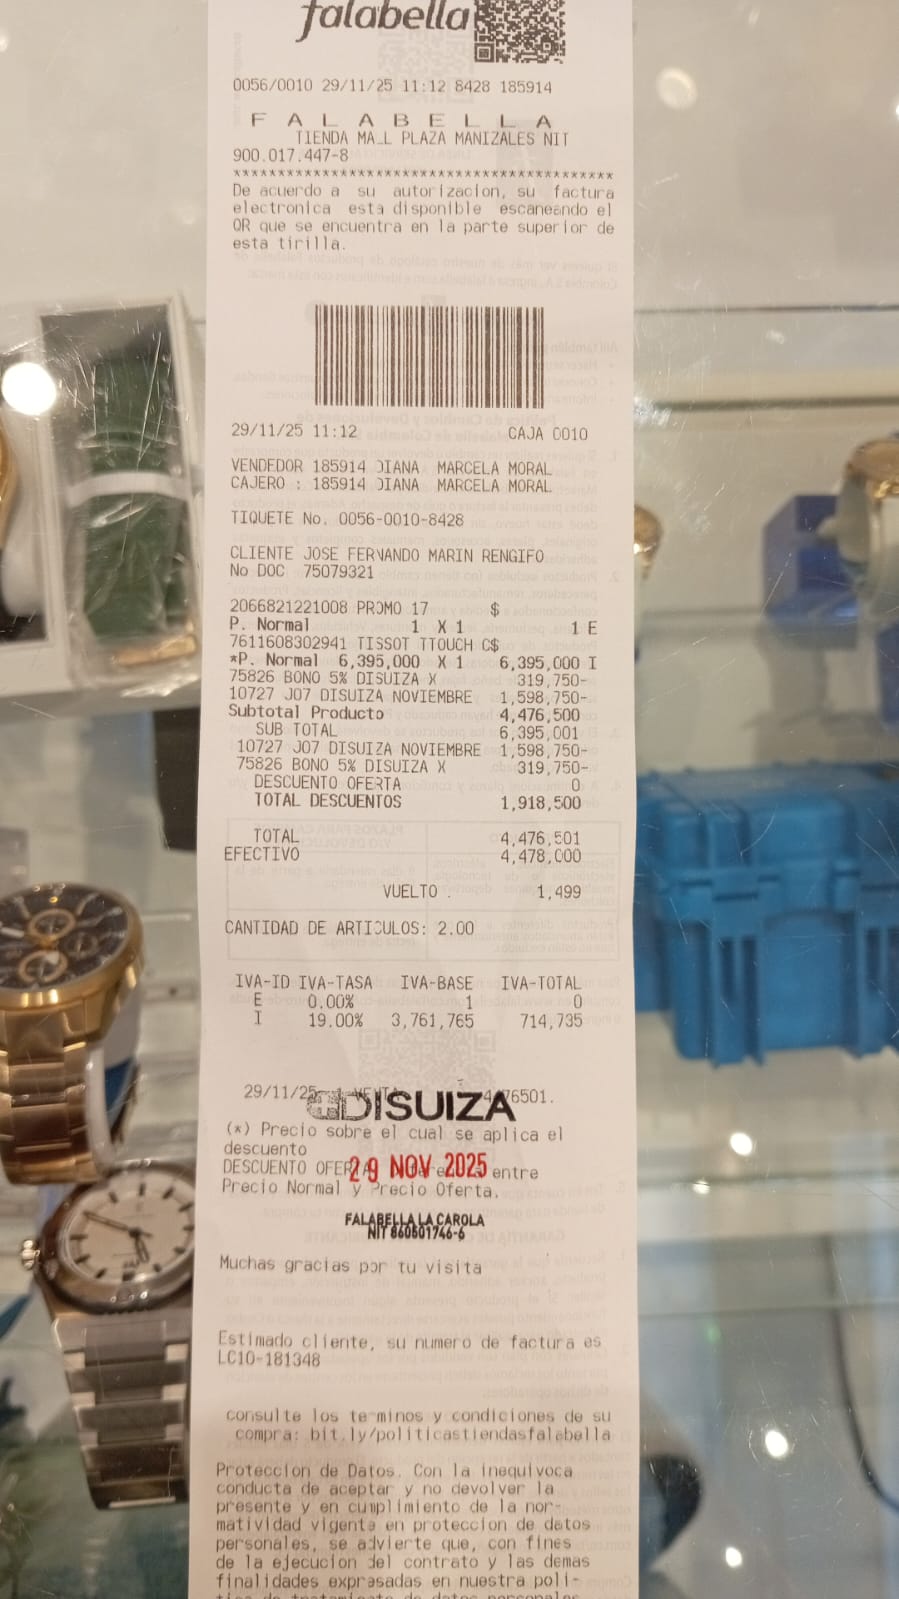 falabella
0056/0010 29/11/25 11:12 8428 185914
F A L A B E L L A
TIENDA MALL PLAZA MANIZALES NIT
900.017.447-8
******************************************
De acuerdo a su autorizacion, su factura
electronica esta disponible escaneando el
QR que se encuentra en la parte superior de
esta tirilla.
29/11/25 11:12 CAJA 0010
VENDEDOR 185914 DIANA MARCELA MORAL
CAJERO : 185914 DIANA MARCELA MORAL
TIQUETE No. 0056-0010-8428
CLIENTE JOSE FERNANDO MARIN RENGIFO
No DOC 75079321
2066821221008 PROMO 17 $
P. Normal 1 X 1 1 E
7611608302941 TISSOT TTOUCH C$
*P. Normal 6,395,000 X 1 6,395,000 I
75826 BONO 5% DISUIZA X 319,750-
10727 J07 DISUIZA NOVIEMBRE 1,598,750-
Subtotal Producto 4,476,500
SUB TOTAL 6,395,001
10727 J07 DISUIZA NOVIEMBRE 1,598,750-
75826 BONO 5% DISUIZA X 319,750-
DESCUENTO OFERTA 0
TOTAL DESCUENTOS 1,918,500
TOTAL 4,476,501
EFECTIVO 4,478,000
VUELTO . 1,499
CANTIDAD DE ARTICULOS: 2.00
IVA-ID IVA-TASA IVA-BASE IVA-TOTAL
E 0.00% 1 0
I 19.00% 3,761,765 714,735
29/11/25 4476501.
DISUIZA
(*) Precio sobre el cual se aplica el
descuento
DESCUENTO OFERTA entre
29 NOV 2025
Precio Normal y Precio Oferta.
FALABELLA LA CAROLA
NIT 860501746-6
Muchas gracias por tu visita
Estimado cliente, su numero de factura es
LC10-181348
consulte los terminos y condiciones de su
compra: bit.ly/politicastiendasfalabella
Proteccion de Datos. Con la inequivoca
conducta de aceptar y no devolver la
presente y en cumplimiento de la nor-
matividad vigente en proteccion de datos
personales, se advierte que, con fines
de la ejecucion del contrato y las demas
finalidades expresadas en nuestra poli-